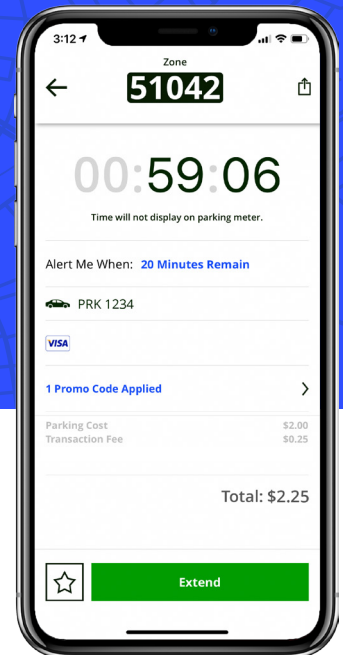 3:12
Zone
51042
00:59:06
Time will not display on parking meter.
Alert Me When: 20 Minutes Remain
PRK 1234
VISA
1 Promo Code Applied
Parking Cost $2.00
Transaction Fee $0.25
Total: $2.25
Extend